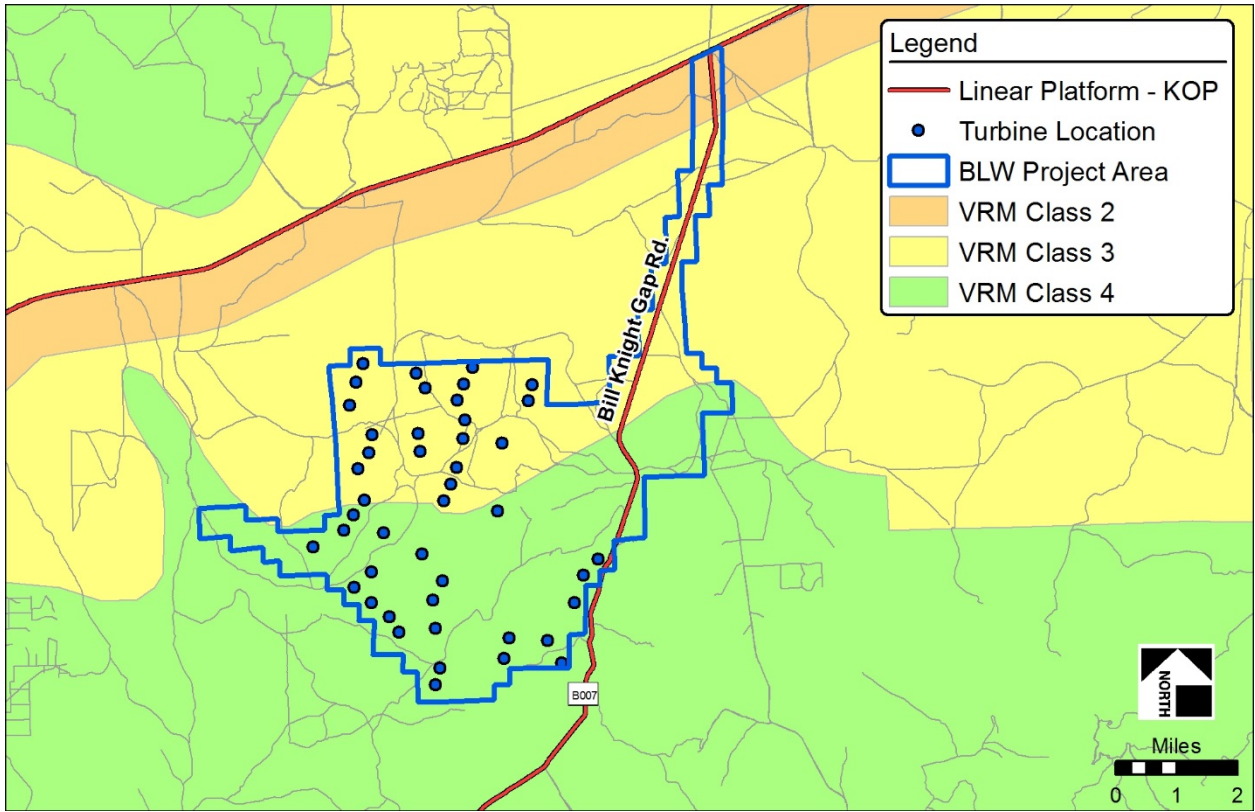 Legend
Linear Platform - KOP
Turbine Location
BLW Project Area
VRM Class 2
VRM Class 3
VRM Class 4
Bill Knight Gap Rd.
B007
NORTH
Miles
0 1 2